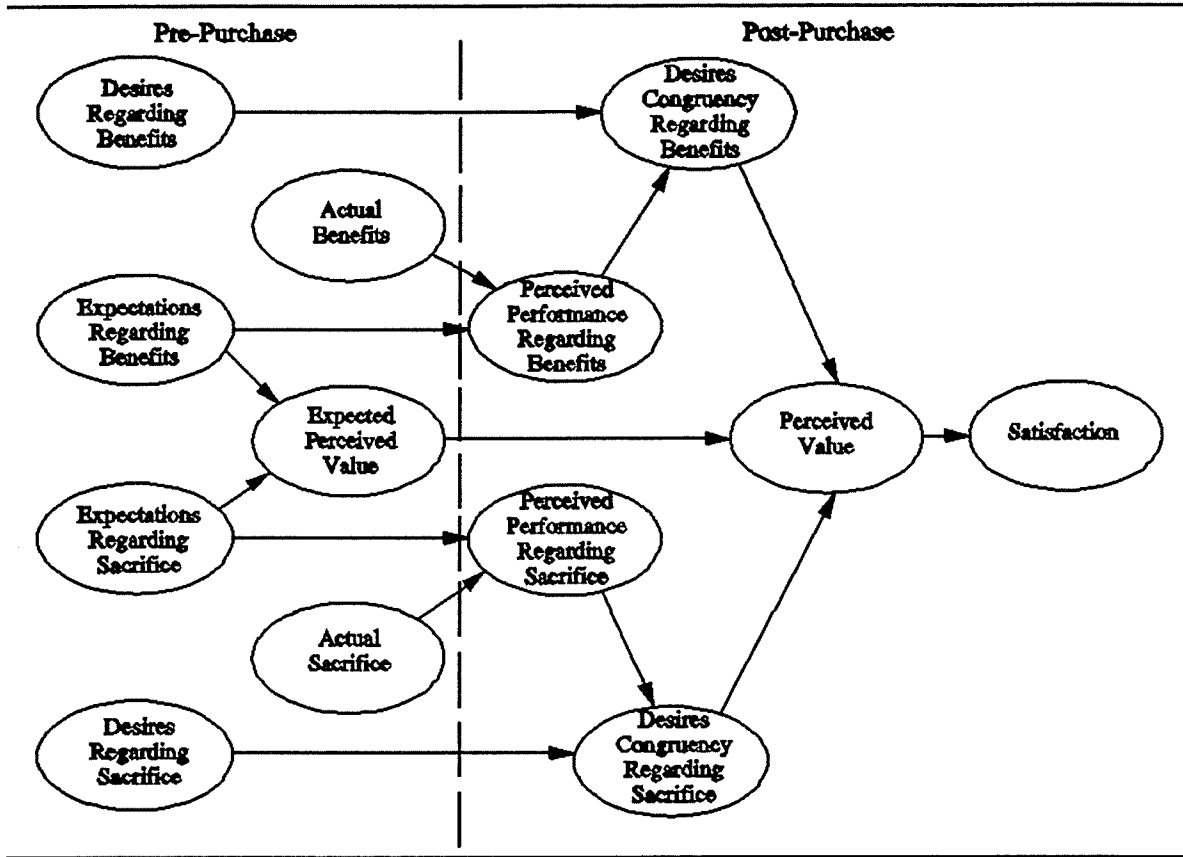 Pre-Purchase
Post-Purchase
Desires
Regarding
Benefits
Desires
Congruency
Regarding
Benefits
Actual
Benefits
Expectations
Regarding
Benefits
Perceived
Performance
Regarding
Benefits
Expected
Perceived
Value
Perceived
Value
Satisfaction
Expectations
Regarding
Sacrifice
Perceived
Performance
Regarding
Sacrifice
Actual
Sacrifice
Desires
Regarding
Sacrifice
Desires
Congruency
Regarding
Sacrifice